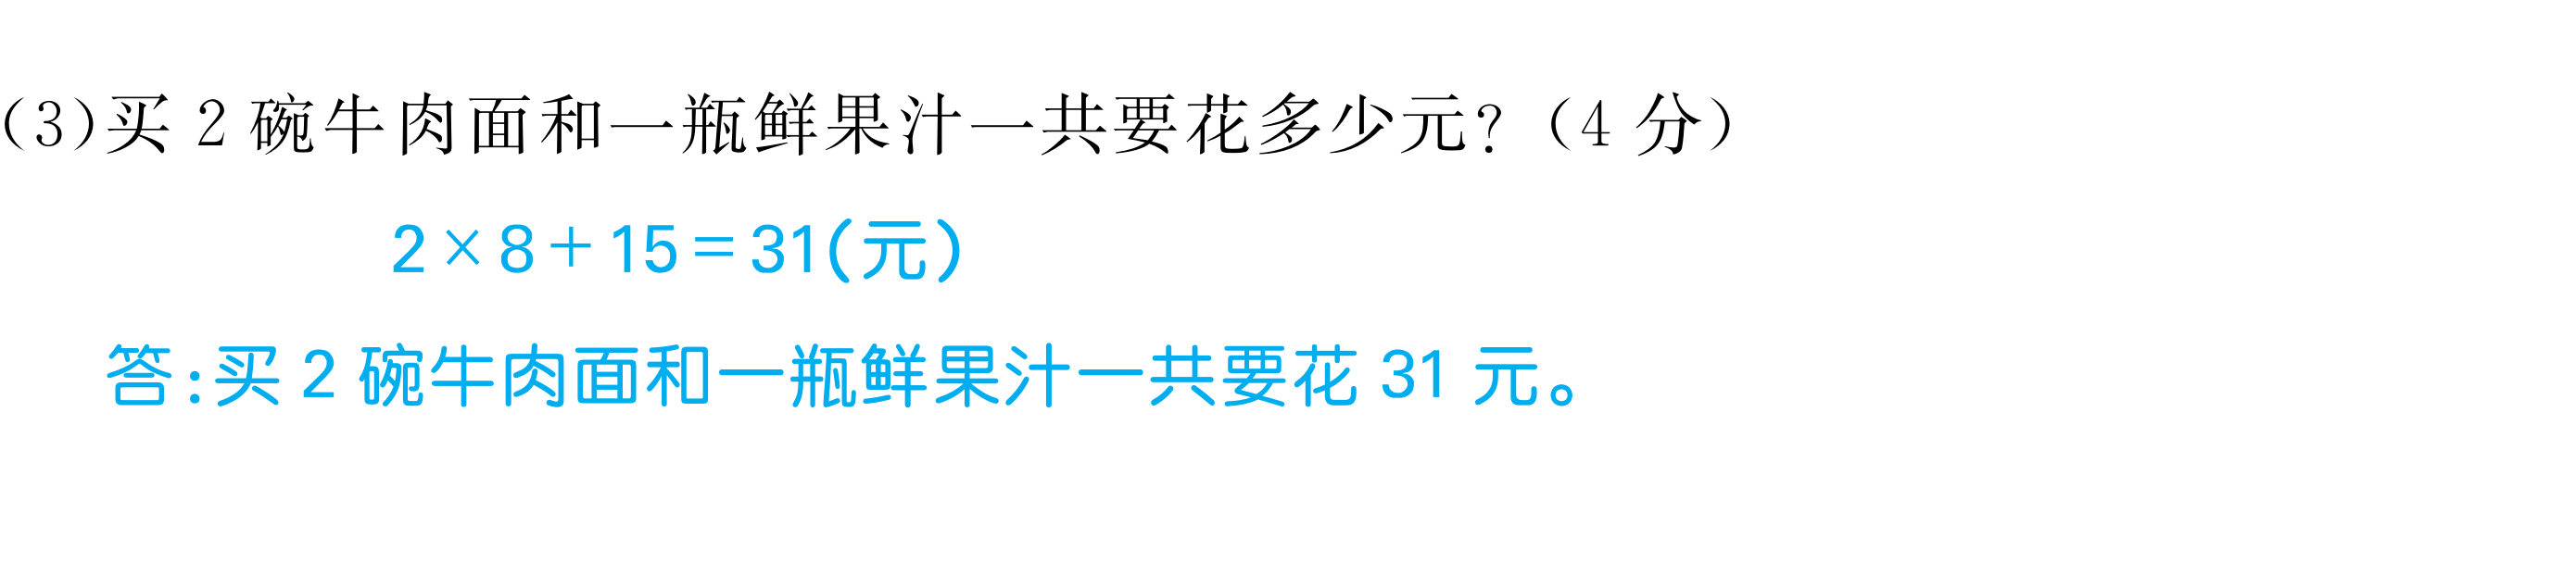 (3)买 2 碗牛肉面和一瓶鲜果汁一共要花多少元?(4 分)
2×8+15=31(元)
答:买 2 碗牛肉面和一瓶鲜果汁一共要花 31 元。